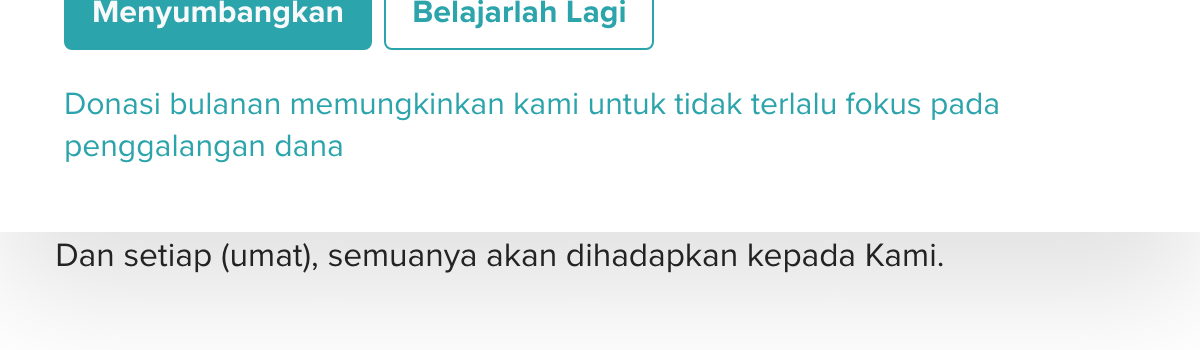 Menyumbangkan
Belajarlah Lagi
Donasi bulanan memungkinkan kami untuk tidak terlalu fokus pada
penggalangan dana
Dan setiap (umat), semuanya akan dihadapkan kepada Kami.